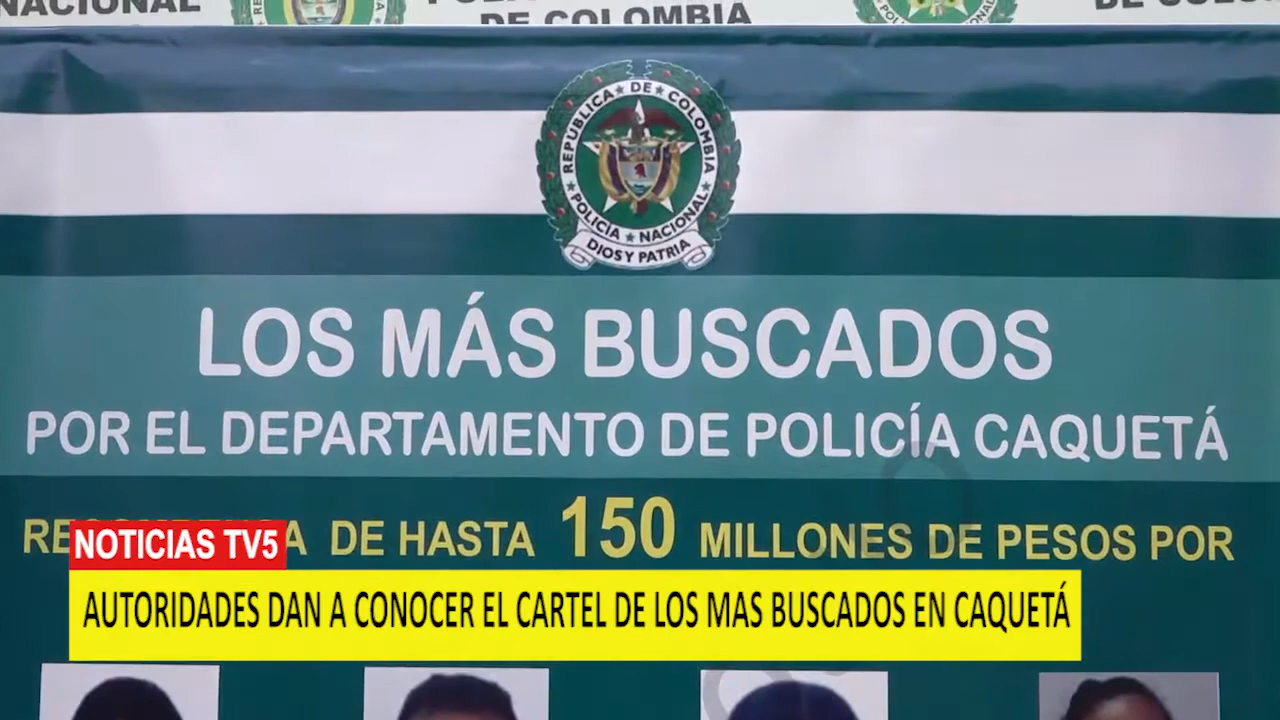 NACIONAL
DE COLOMBIA
REPUBLICA DE COLOMBIA
POLICIA NACIONAL
DIOS Y PATRIA
LOS MÁS BUSCADOS
POR EL DEPARTAMENTO DE POLICÍA CAQUETÁ
DE HASTA 150 MILLONES DE PESOS POR
NOTICIAS TV5
AUTORIDADES DAN A CONOCER EL CARTEL DE LOS MAS BUSCADOS EN CAQUETÁ